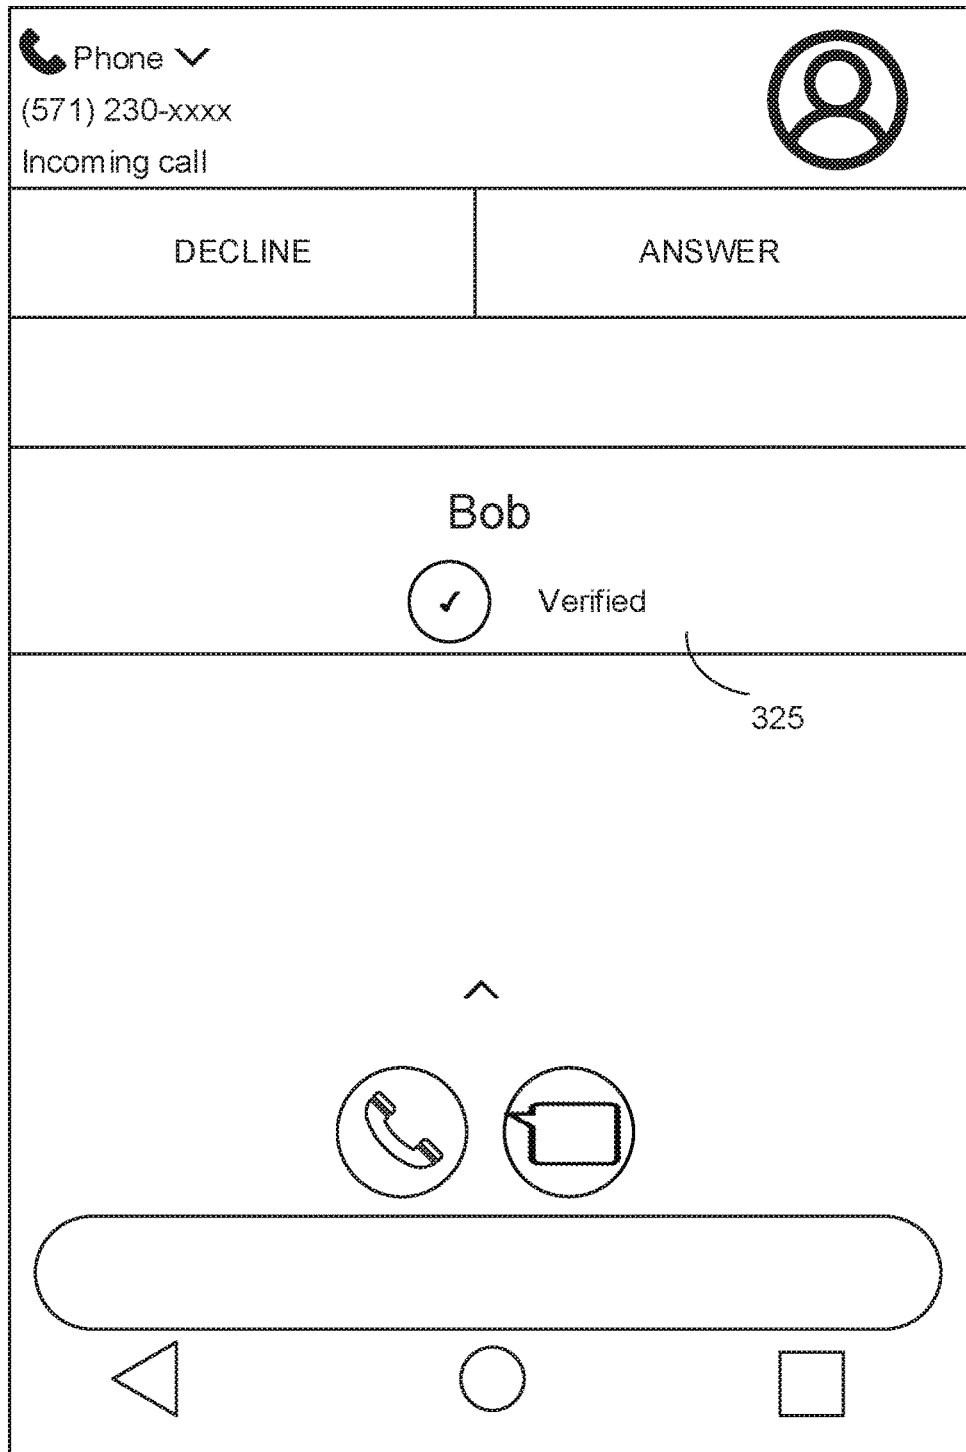 Phone
(571) 230-xxxx
Incoming call
DECLINE
ANSWER
Bob
Verified
325